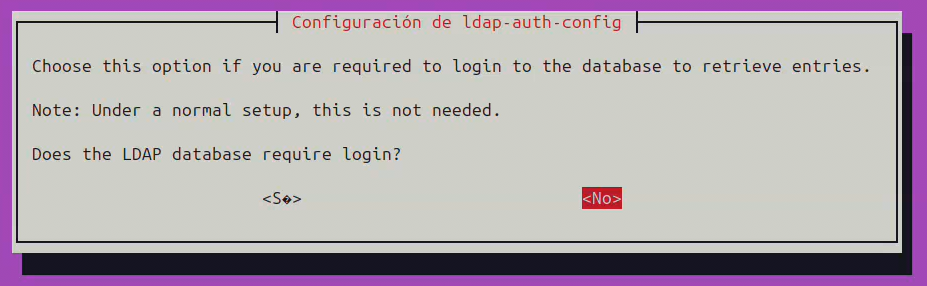 Configuración de ldap-auth-config
Choose this option if you are required to login to the database to retrieve entries.
Note: Under a normal setup, this is not needed.
Does the LDAP database require login?
<S�> <No>